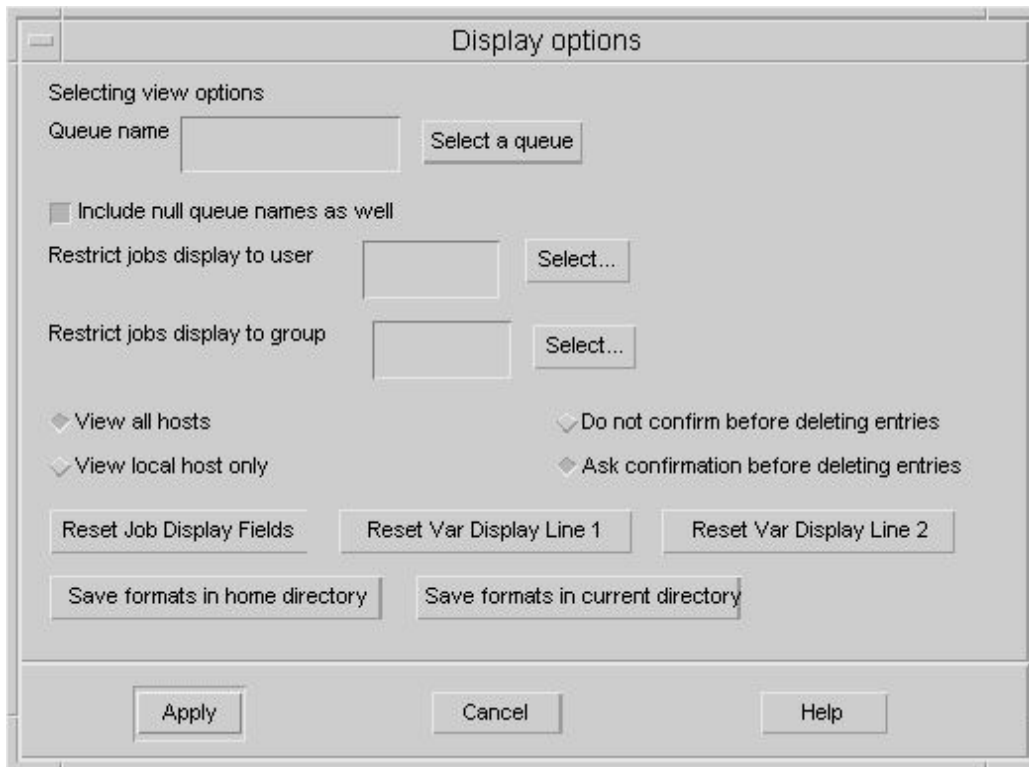 Display options
Selecting view options
Queue name
Select a queue
Include null queue names as well
Restrict jobs display to user
Select...
Restrict jobs display to group
Select...
View all hosts
Do not confirm before deleting entries
View local host only
Ask confirmation before deleting entries
Reset Job Display Fields
Reset Var Display Line 1
Reset Var Display Line 2
Save formats in home directory
Save formats in current directory
Apply
Cancel
Help